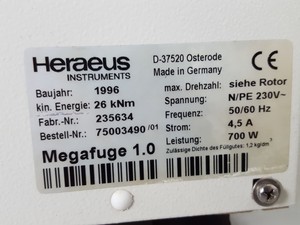 Heraeus
INSTRUMENTS
D-37520 Osterode
Made in Germany
CE
Baujahr: 1996
max. Drehzahl: siehe Rotor
kin. Energie: 26 kNm
Spannung: N/PE 230V~
Fabr.-Nr.: 235634
Frequenz: 50/60 Hz
Bestell-Nr.: 75003490/01
Strom: 4,5 A
Leistung: 700 W
Megafuge 1.0
Zulässige Dichte des Füllgutes: 1,2 kg/dm³